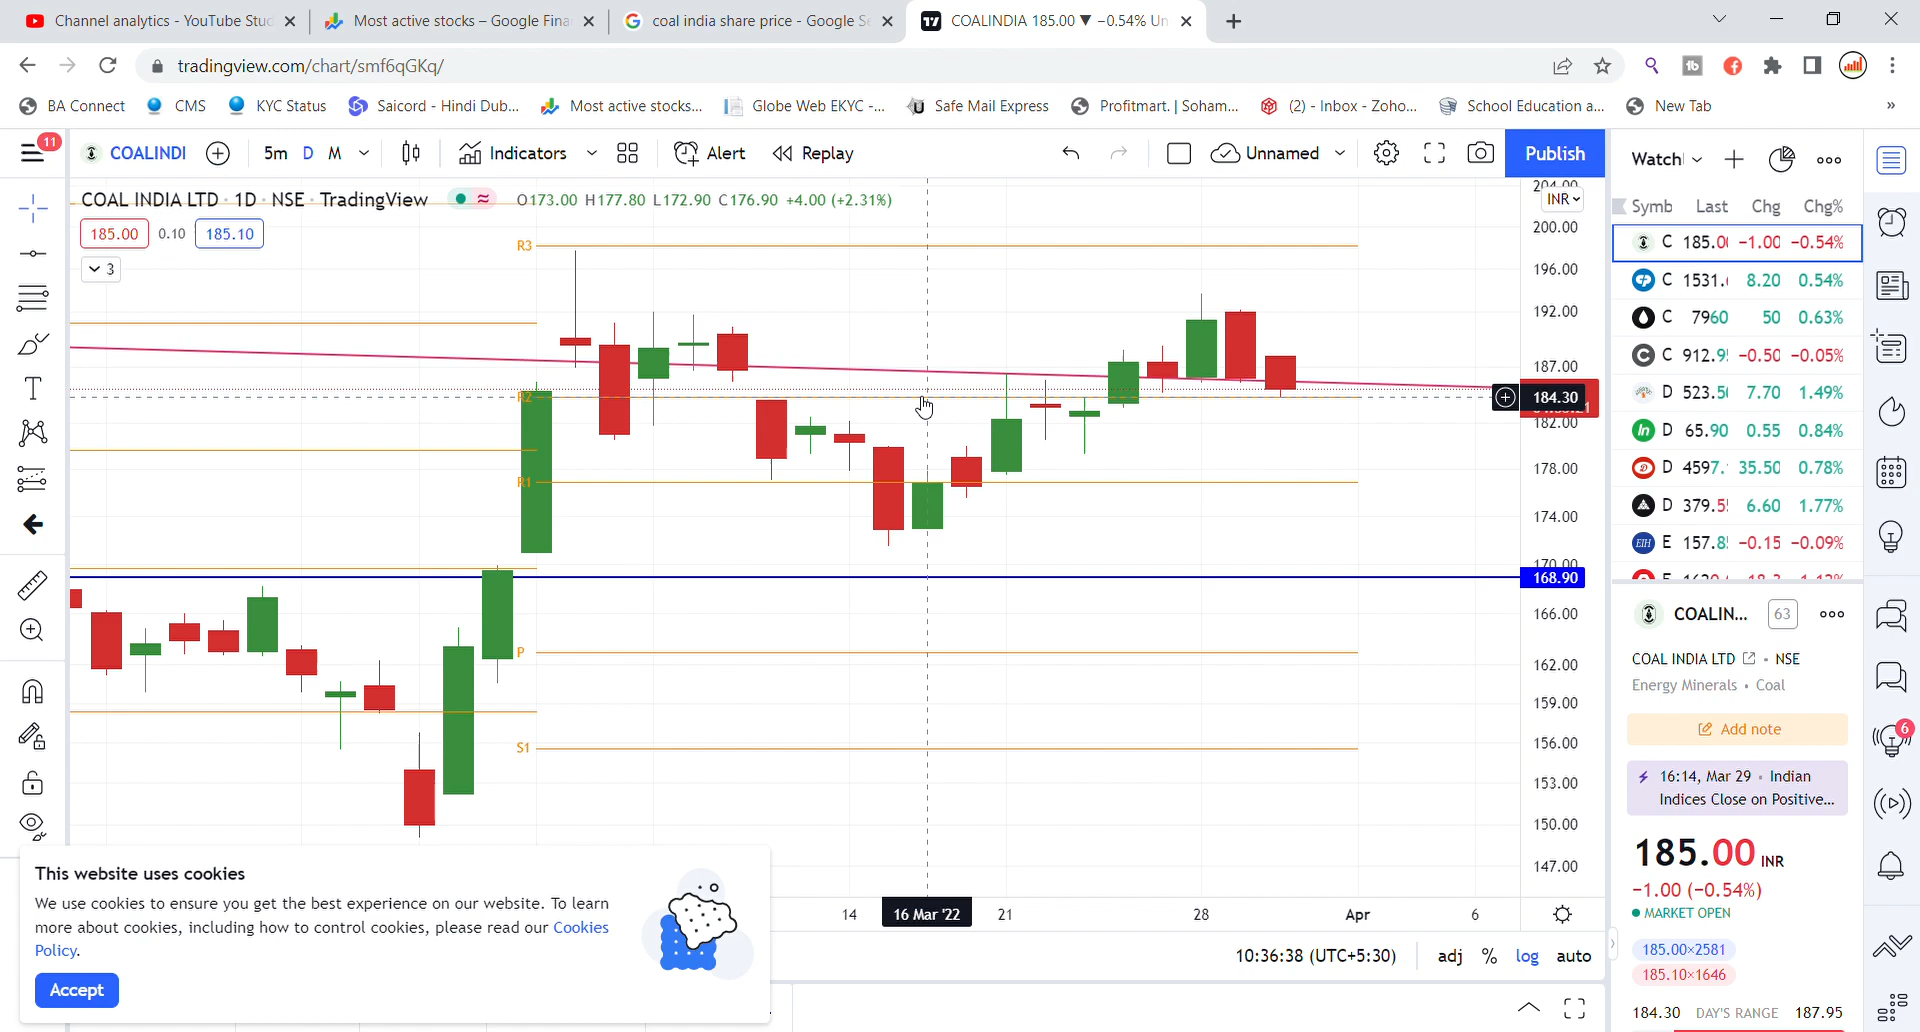 Channel analytics - YouTube Stud
Most active stocks – Google Fina
coal india share price - Google Se
COALINDIA 185.00 ▼ −0.54% Un
tradingview.com/chart/smf6qGKq/
BA Connect
CMS
KYC Status
Saicord - Hindi Dub...
Most active stocks...
Globe Web EKYC -...
Safe Mail Express
Profitmart. | Soham...
(2) - Inbox - Zoho...
School Education a...
New Tab
»
11
COALINDI
5m D M
Indicators
Alert
Replay
Unnamed
Publish
COAL INDIA LTD · 1D · NSE · TradingView
O173.00 H177.80 L172.90 C176.90 +4.00 (+2.31%)
185.00 0.10 185.10
3
R3
R2
R1
P
S1
INR
204.00
200.00
196.00
192.00
187.00
184.30
182.00
178.00
174.00
170.00
168.90
166.00
162.00
159.00
156.00
153.00
150.00
147.00
14
16 Mar '22
21
28
Apr
6
10:36:38 (UTC+5:30)
adj % log auto
Watch
Symb Last Chg Chg%
C 185.00 −1.00 −0.54%
C 1531. 8.20 0.54%
C 7960 50 0.63%
C 912.9 −0.50 −0.05%
D 523.50 7.70 1.49%
D 65.90 0.55 0.84%
D 4597. 35.50 0.78%
D 379.5 6.60 1.77%
EIH E 157.8 −0.15 −0.09%
COALIN... 63
COAL INDIA LTD • NSE
Energy Minerals • Coal
Add note
16:14, Mar 29 • Indian
Indices Close on Positive...
185.00 INR
−1.00 (−0.54%)
MARKET OPEN
185.00×2581
185.10×1646
184.30 DAY'S RANGE 187.95
6
This website uses cookies
We use cookies to ensure you get the best experience on our website. To learn
more about cookies, including how to control cookies, please read our Cookies
Policy.
Accept